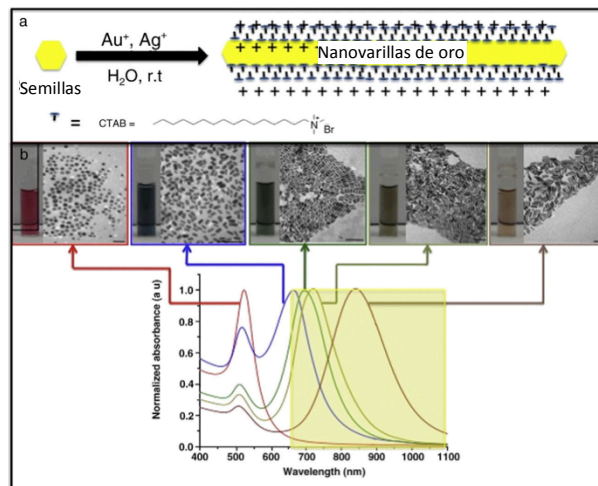 a
Au⁺, Ag⁺
H₂O, r.t
Semillas
Nanovarillas de oro
= CTAB = N⁺ Br
b
Normalized absorbance (a u)
1.0
0.8
0.6
0.4
0.2
0.0
400 500 600 700 800 900 1000 1100
Wavelength (nm)